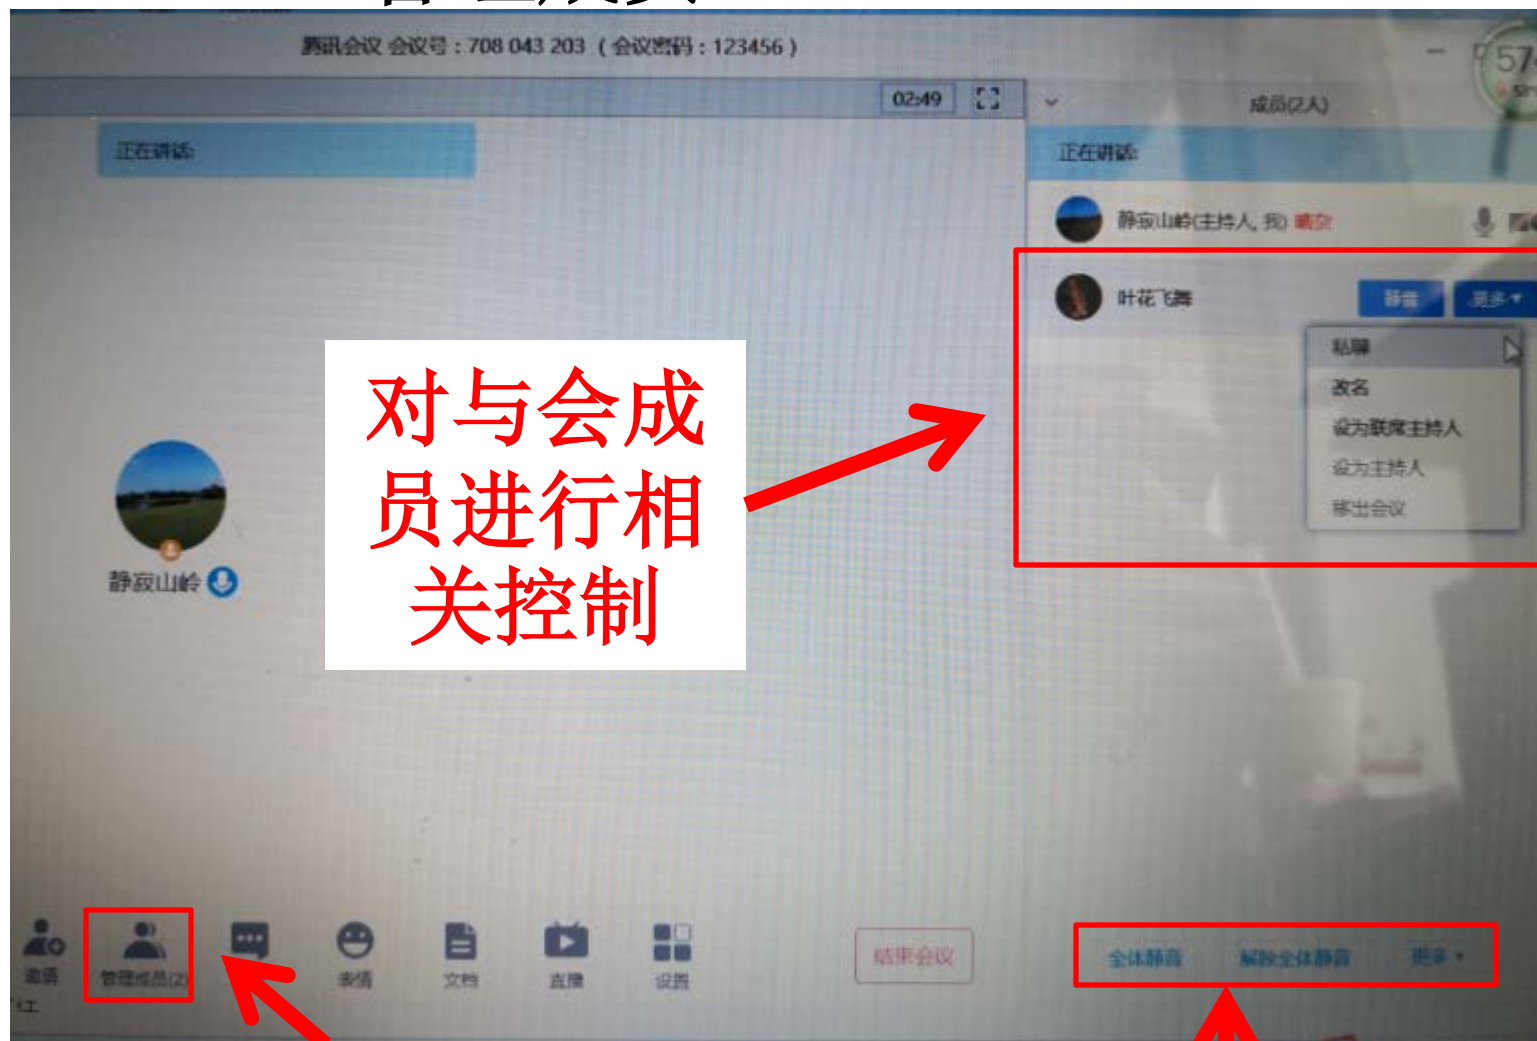 腾讯会议 会议号：708 043 203 （会议密码：123456）
02:49
成员(2人)
正在讲话:
正在讲话:
静寂山岭(主持人, 我)
叶花飞舞
静音
更多
私聊
改名
设为联席主持人
设为主持人
移出会议
对与会成
员进行相
关控制
静寂山岭
邀请
管理成员(2)
表情
文档
直播
设置
结束会议
全体静音
解除全体静音
更多